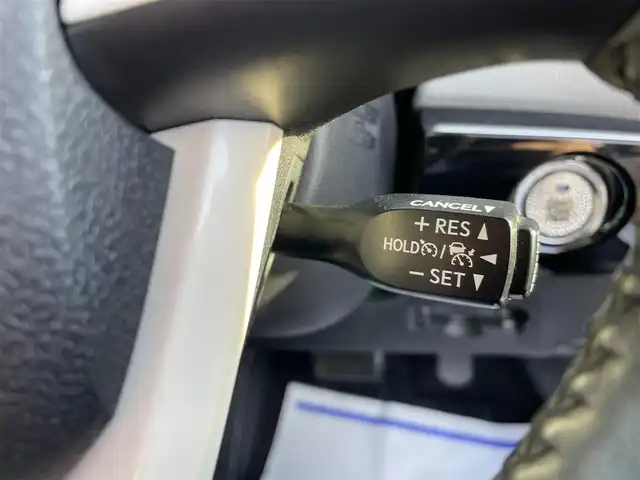 CANCEL▼
+ RES ▲
HOLD / ◀
− SET ▼